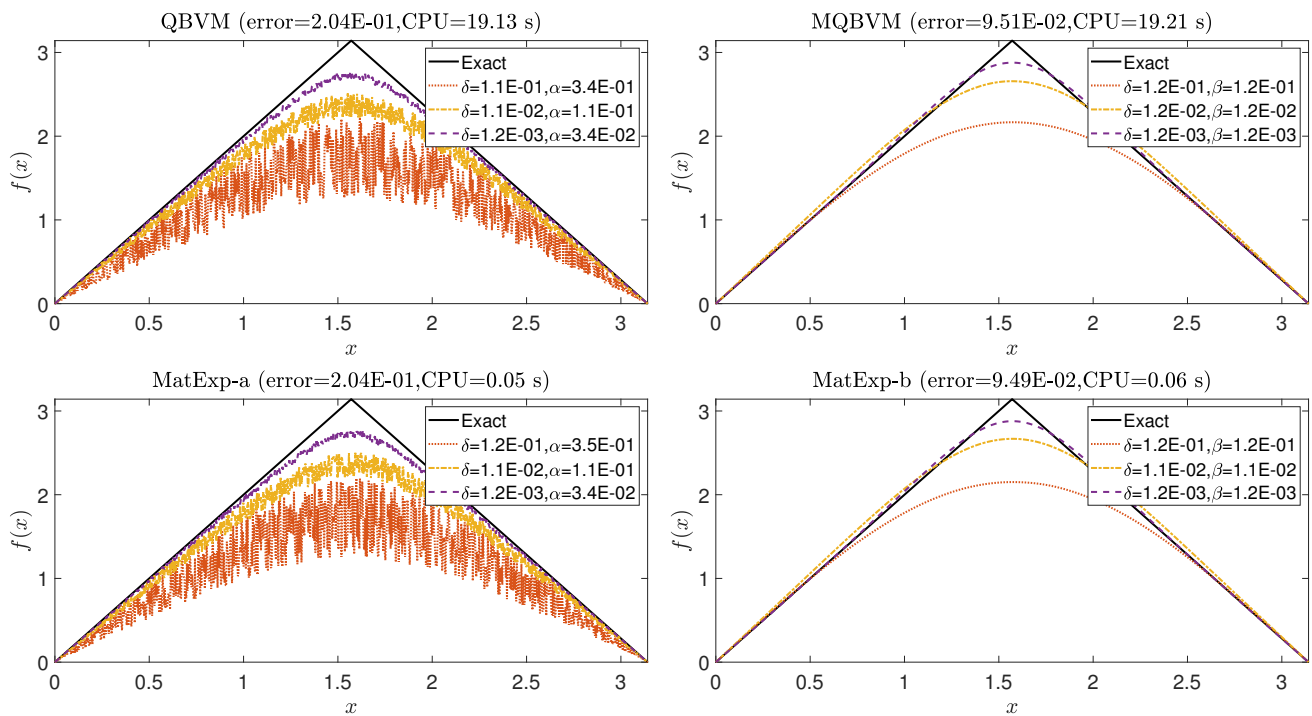 QBVM (error=2.04E-01,CPU=19.13 s)
3
2
1
0
f(x)
Exact
δ=1.1E-01,α=3.4E-01
δ=1.1E-02,α=1.1E-01
δ=1.2E-03,α=3.4E-02
0 0.5 1 1.5 2 2.5 3
x
MQBVM (error=9.51E-02,CPU=19.21 s)
3
2
1
0
f(x)
Exact
δ=1.2E-01,β=1.2E-01
δ=1.2E-02,β=1.2E-02
δ=1.2E-03,β=1.2E-03
0 0.5 1 1.5 2 2.5 3
x
MatExp-a (error=2.04E-01,CPU=0.05 s)
3
2
1
0
f(x)
Exact
δ=1.2E-01,α=3.5E-01
δ=1.1E-02,α=1.1E-01
δ=1.2E-03,α=3.4E-02
0 0.5 1 1.5 2 2.5 3
x
MatExp-b (error=9.49E-02,CPU=0.06 s)
3
2
1
0
f(x)
Exact
δ=1.2E-01,β=1.2E-01
δ=1.1E-02,β=1.1E-02
δ=1.2E-03,β=1.2E-03
0 0.5 1 1.5 2 2.5 3
x